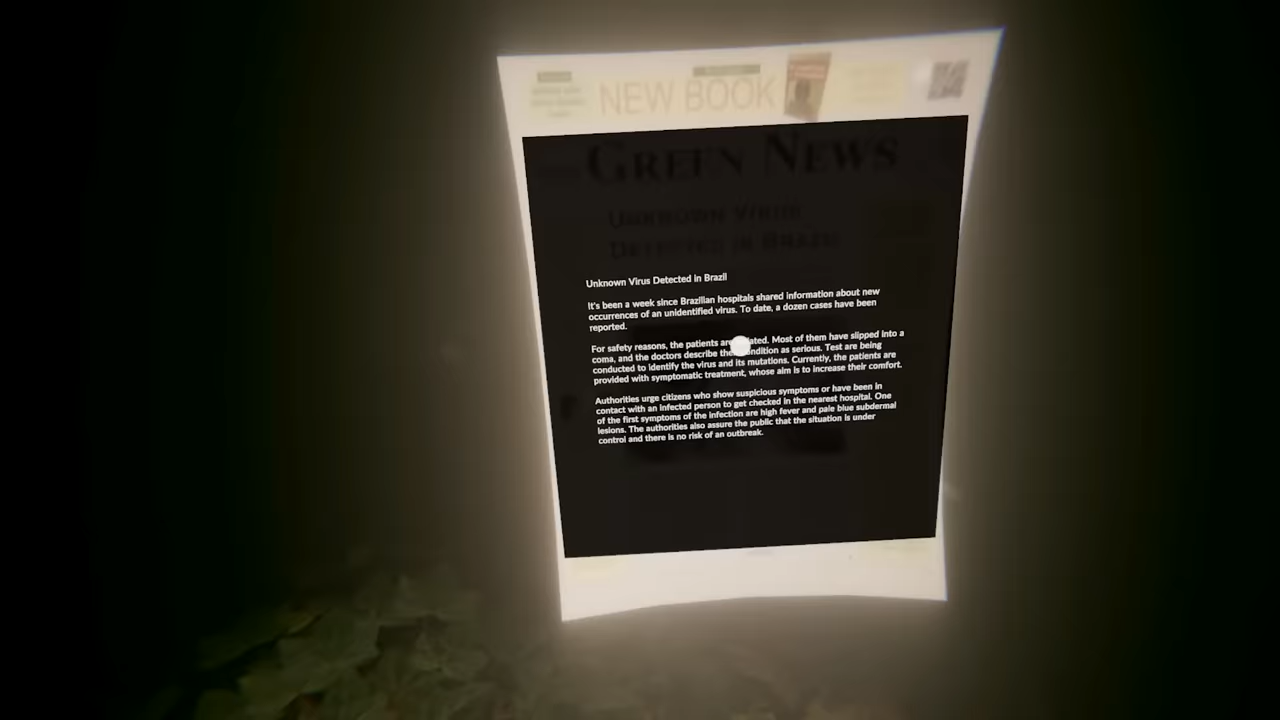 NEW BOOK
GREEN NEWS
UNKNOWN VIRUS
DETECTED IN BRAZIL
Unknown Virus Detected in Brazil
It's been a week since Brazilian hospitals shared information about new
occurrences of an unidentified virus. To date, a dozen cases have been
reported.
For safety reasons, the patients are Most of them have slipped into a
coma, and the doctors describe condition as serious. Test are being
conducted to identify the virus and its mutations. Currently, the patients are
provided with symptomatic treatment, whose aim is to increase their comfort.
Authorities urge citizens who show suspicious symptoms or have been in
contact with an infected person to get checked in the nearest hospital. One
of the first symptoms of the infection are high fever and pale blue subdermal
lesions. The authorities also assure the public that the situation is under
control and there is no risk of an outbreak.